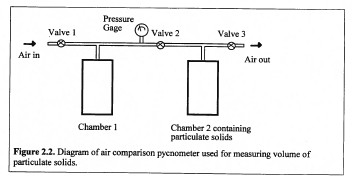 Pressure
Gage
Valve 1
Valve 2
Valve 3
Air in
Air out
Chamber 1
Chamber 2 containing
particulate solids
Figure 2.2. Diagram of air comparison pycnometer used for measuring volume of
particulate solids.